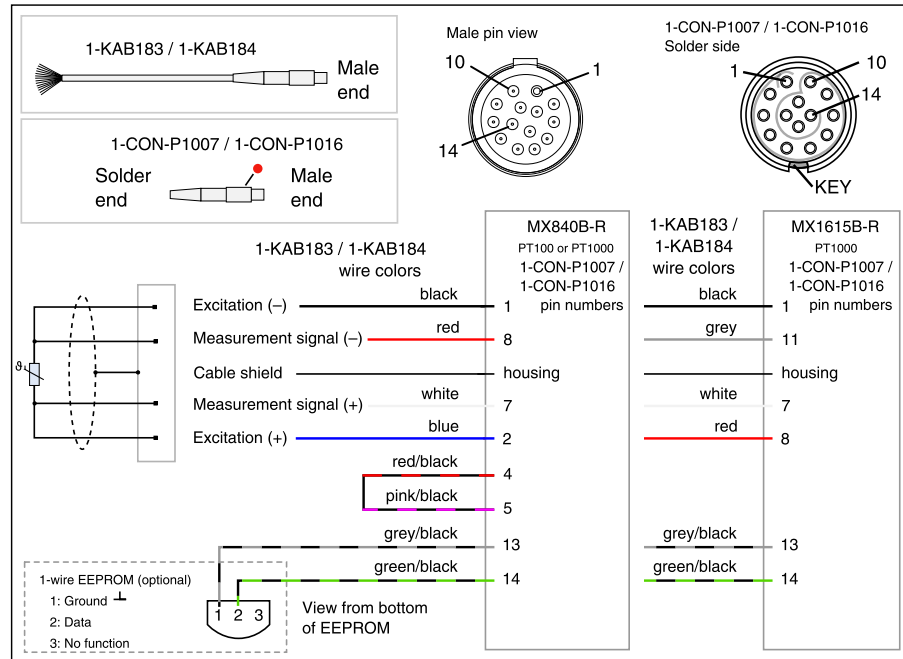 1-KAB183 / 1-KAB184
Male
end
1-CON-P1007 / 1-CON-P1016
Solder
end
Male
end
Male pin view
10
1
14
1-CON-P1007 / 1-CON-P1016
Solder side
1
10
14
KEY
1-KAB183 / 1-KAB184
wire colors
MX840B-R
PT100 or PT1000
1-CON-P1007 /
1-CON-P1016
pin numbers
1-KAB183 /
1-KAB184
wire colors
MX1615B-R
PT1000
1-CON-P1007 /
1-CON-P1016
pin numbers
ϑ
Excitation (–) black 1 black 1
Measurement signal (–) red 8 grey 11
Cable shield housing housing
Measurement signal (+) white 7 white 7
Excitation (+) blue 2 red 8
red/black 4
pink/black 5
grey/black 13 grey/black 13
green/black 14 green/black 14
1-wire EEPROM (optional)
1: Ground
2: Data
3: No function
1 2 3
View from bottom
of EEPROM